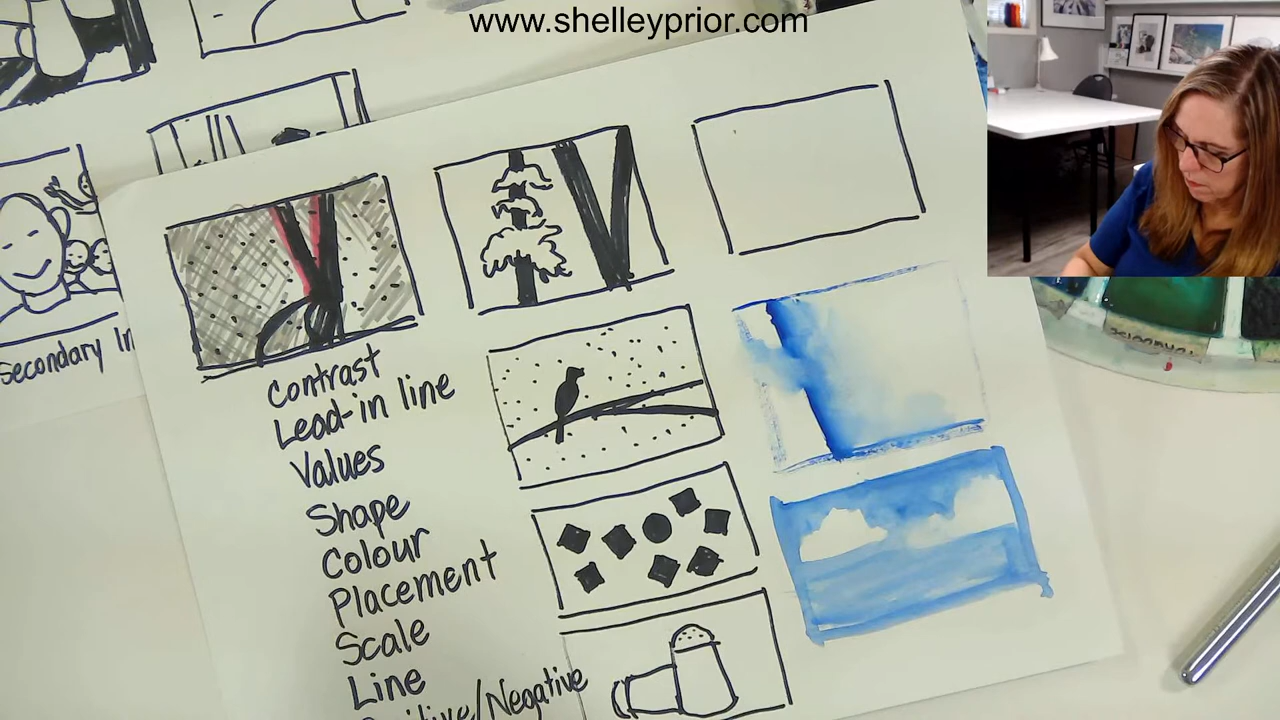 www.shelleyprior.com
Secondary In
Contrast
Lead-in line
Values
Shape
Colour
Placement
Scale
Line
Positive/Negative